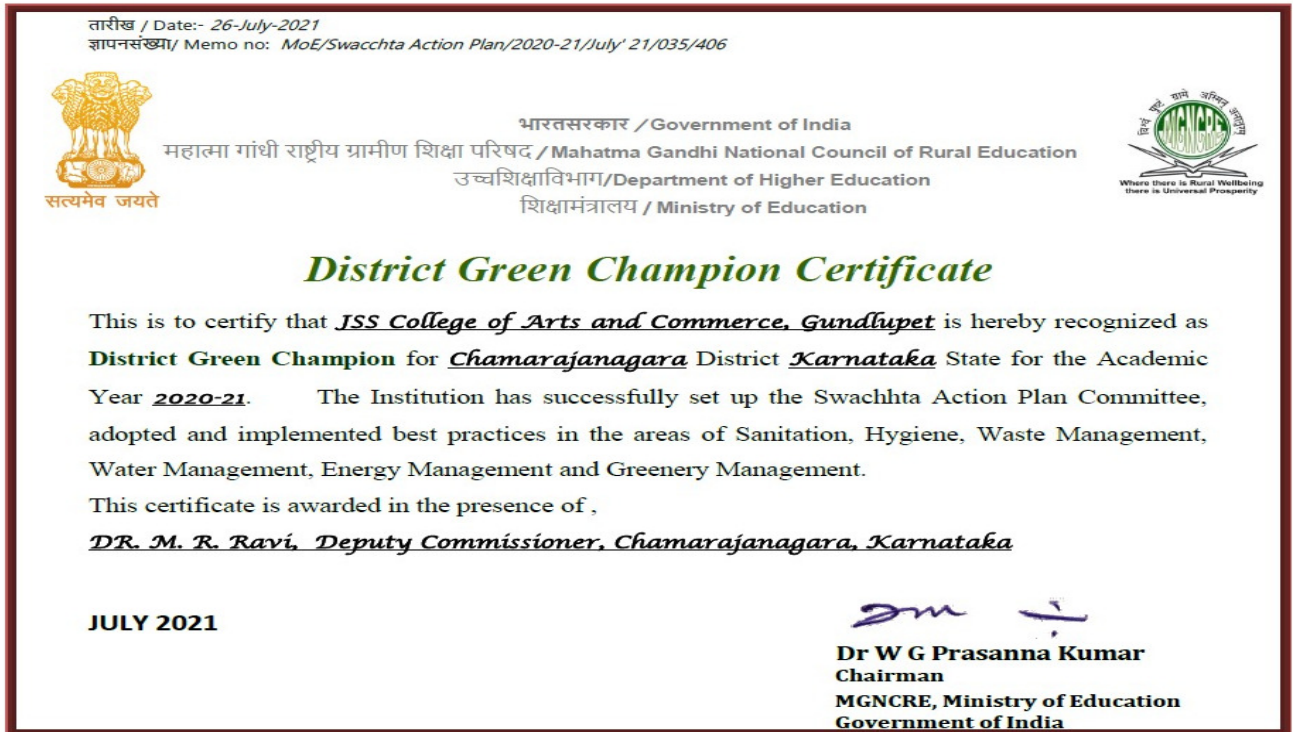 तारीख / Date:- 26-July-2021
ज्ञापनसंख्या/ Memo no: MoE/Swacchta Action Plan/2020-21/July' 21/035/406
भारतसरकार /Government of India
महात्मा गांधी राष्ट्रीय ग्रामीण शिक्षा परिषद / Mahatma Gandhi National Council of Rural Education
उच्चशिक्षाविभाग/Department of Higher Education
शिक्षामंत्रालय / Ministry of Education
सत्यमेव जयते
MGNCRE
Where there is Rural Wellbeing
there is Universal Prosperity
District Green Champion Certificate
This is to certify that JSS College of Arts and Commerce, Gundlupet is hereby recognized as
District Green Champion for Chamarajanagara District Karnataka State for the Academic
Year 2020-21. The Institution has successfully set up the Swachhta Action Plan Committee,
adopted and implemented best practices in the areas of Sanitation, Hygiene, Waste Management,
Water Management, Energy Management and Greenery Management.
This certificate is awarded in the presence of ,
DR. M. R. Ravi, Deputy Commissioner, Chamarajanagara, Karnataka
JULY 2021
Dr W G Prasanna Kumar
Chairman
MGNCRE, Ministry of Education
Government of India